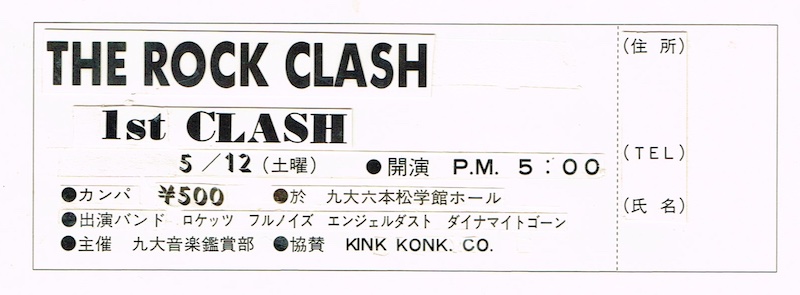 THE ROCK CLASH
1st CLASH
5/12(土曜) ●開演 P.M. 5:00
●カンパ ¥500 ●於 九大六本松学館ホール
●出演バンド ロケッツ フルノイズ エンジェルダスト ダイナマイトゴーン
●主催 九大音楽鑑賞部 ●協賛 KINK KONK. CO.
(住所)
(TEL)
(氏名)